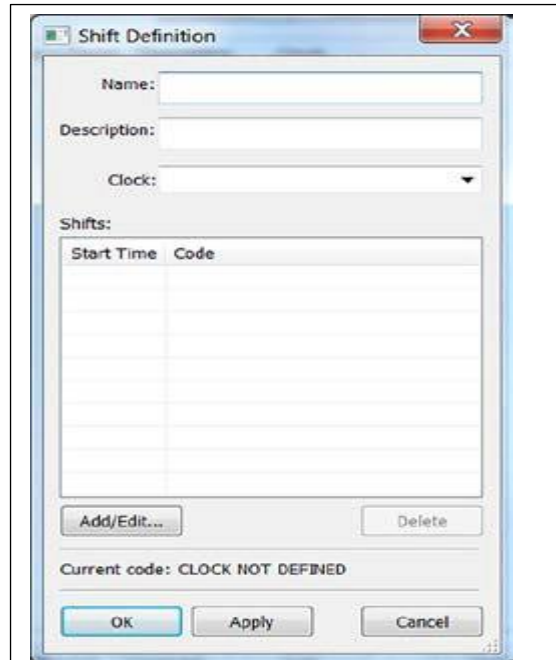 Shift Definition
Name:
Description:
Clock:
Shifts:
Start Time Code
Add/Edit... Delete
Current code: CLOCK NOT DEFINED
OK Apply Cancel